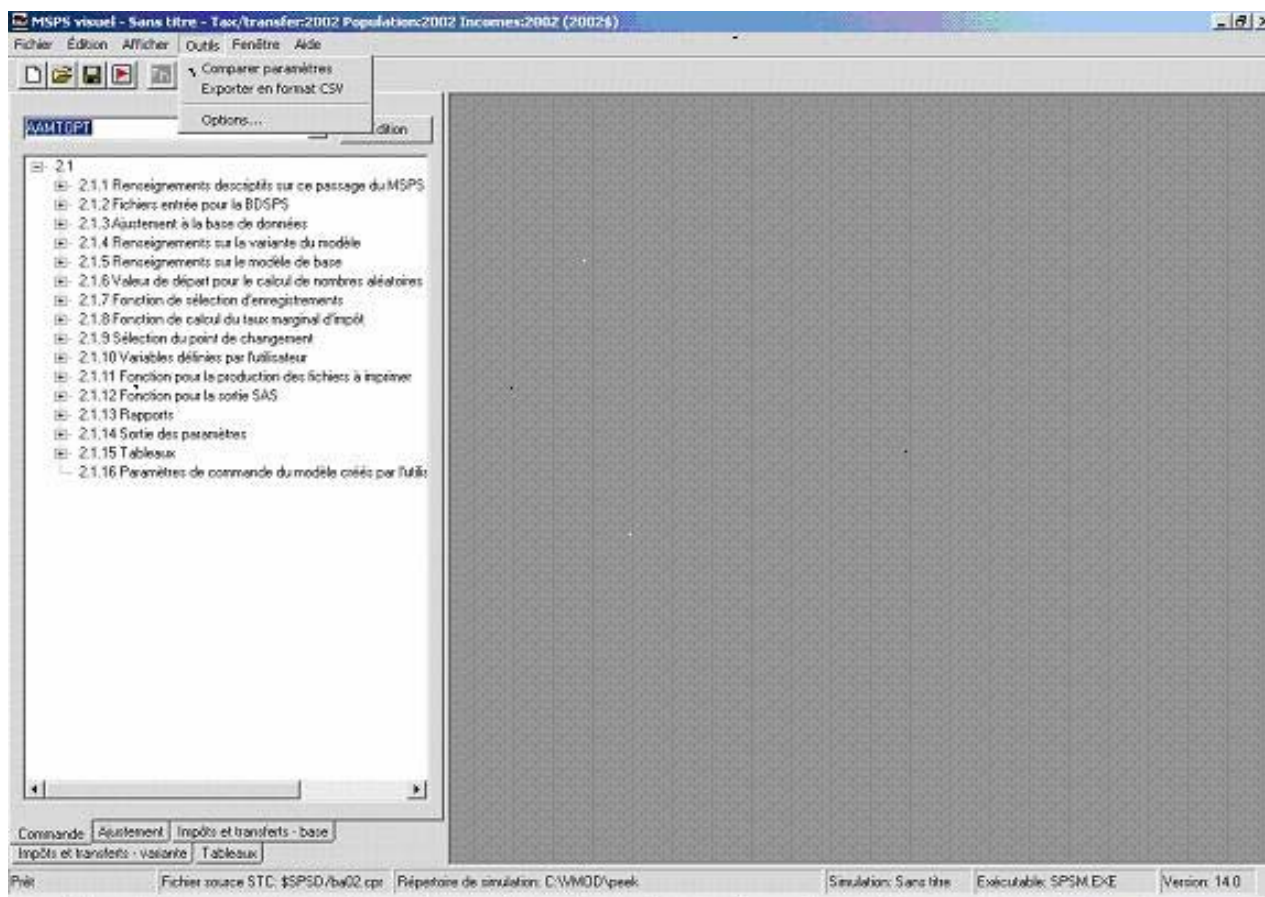 MSPS visuel - Sans titre - Tax/transfer:2002 Population:2002 Incomes:2002 (2002$)
Fichier Édition Afficher Outils Fenêtre Aide
Comparer paramètres
Exporter en format CSV
Options...
AAMTOPT
dition
2.1
2.1.1 Renseignements descriptifs sur ce passage du MSPS
2.1.2 Fichiers entrée pour la BDSPS
2.1.3 Ajustement à la base de données
2.1.4 Renseignements sur la variante du modèle
2.1.5 Renseignements sur le modèle de base
2.1.6 Valeur de départ pour le calcul de nombres aléatoires
2.1.7 Fonction de sélection d'enregistrements
2.1.8 Fonction de calcul du taux marginal d'impôt
2.1.9 Sélection du point de changement
2.1.10 Variables définies par l'utilisateur
2.1.11 Fonction pour la production des fichiers à imprimer
2.1.12 Fonction pour la sortie SAS
2.1.13 Rapports
2.1.14 Sortie des paramètres
2.1.15 Tableaux
2.1.16 Paramètres de commande du modèle créés par l'utilis
Commande Ajustement Impôts et transferts - base
Impôts et transferts - variante Tableaux
Prêt Fichier source STC: $SPSD/ba02.cpr Répertoire de simulation: C:\WMOD\peek Simulation: Sans titre Exécutable: SPSM.EXE Version: 14.0